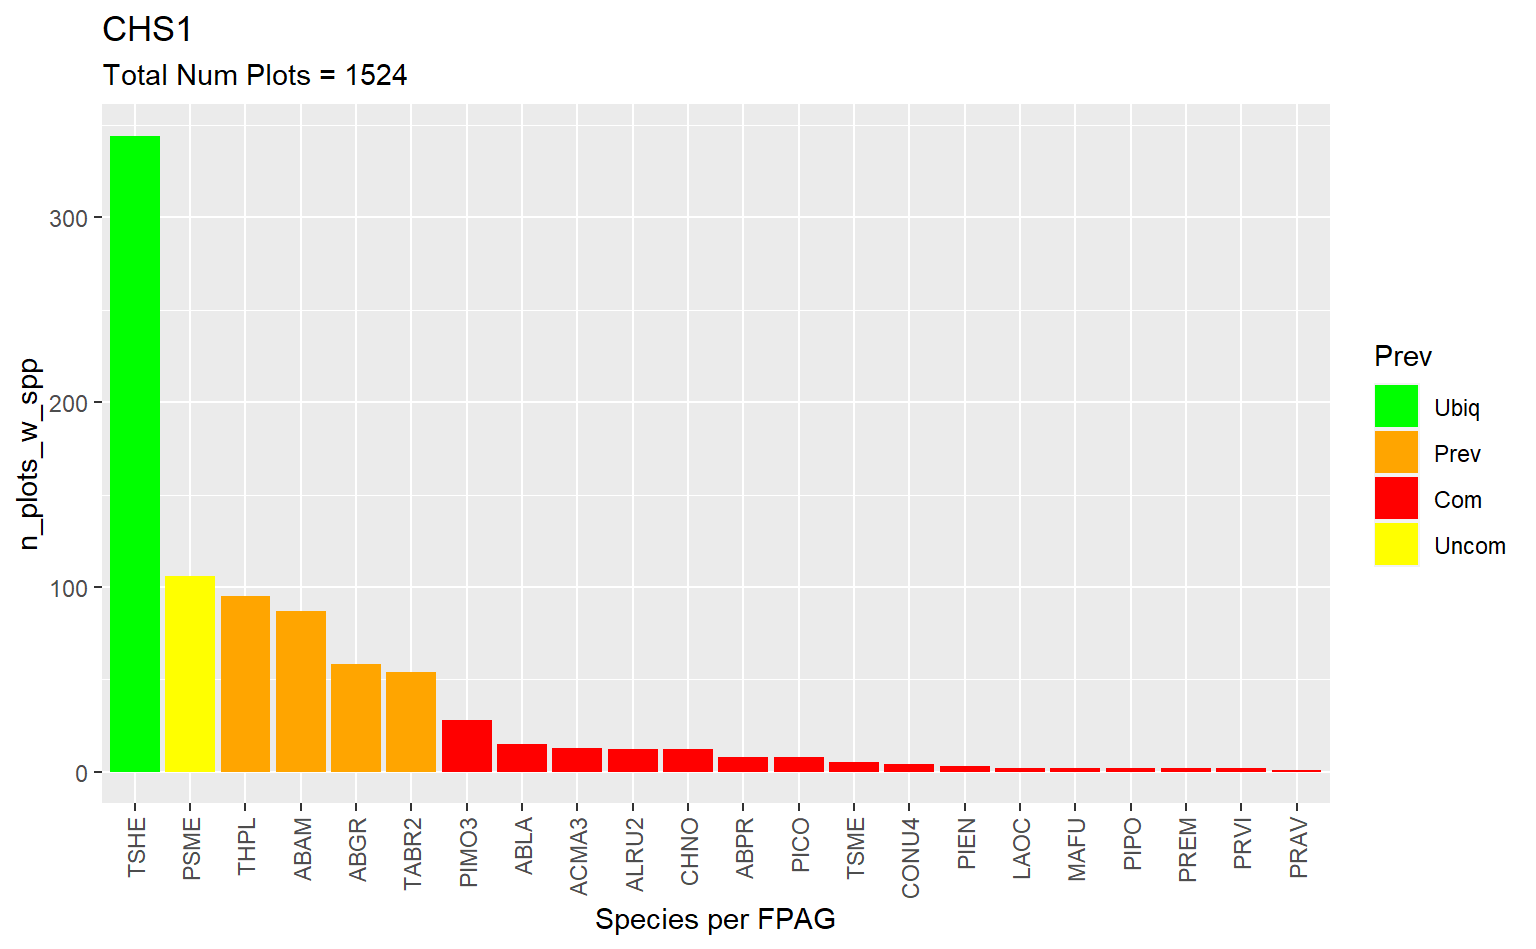 CHS1
Total Num Plots = 1524
n_plots_w_spp
300
200
100
0
TSHE
PSME
THPL
ABAM
ABGR
TABR2
PIMO3
ABLA
ACMA3
ALRU2
CHNO
ABPR
PICO
TSME
CONU4
PIEN
LAOC
MAFU
PIPO
PREM
PRVI
PRAV
Species per FPAG
Prev
Ubiq
Prev
Com
Uncom